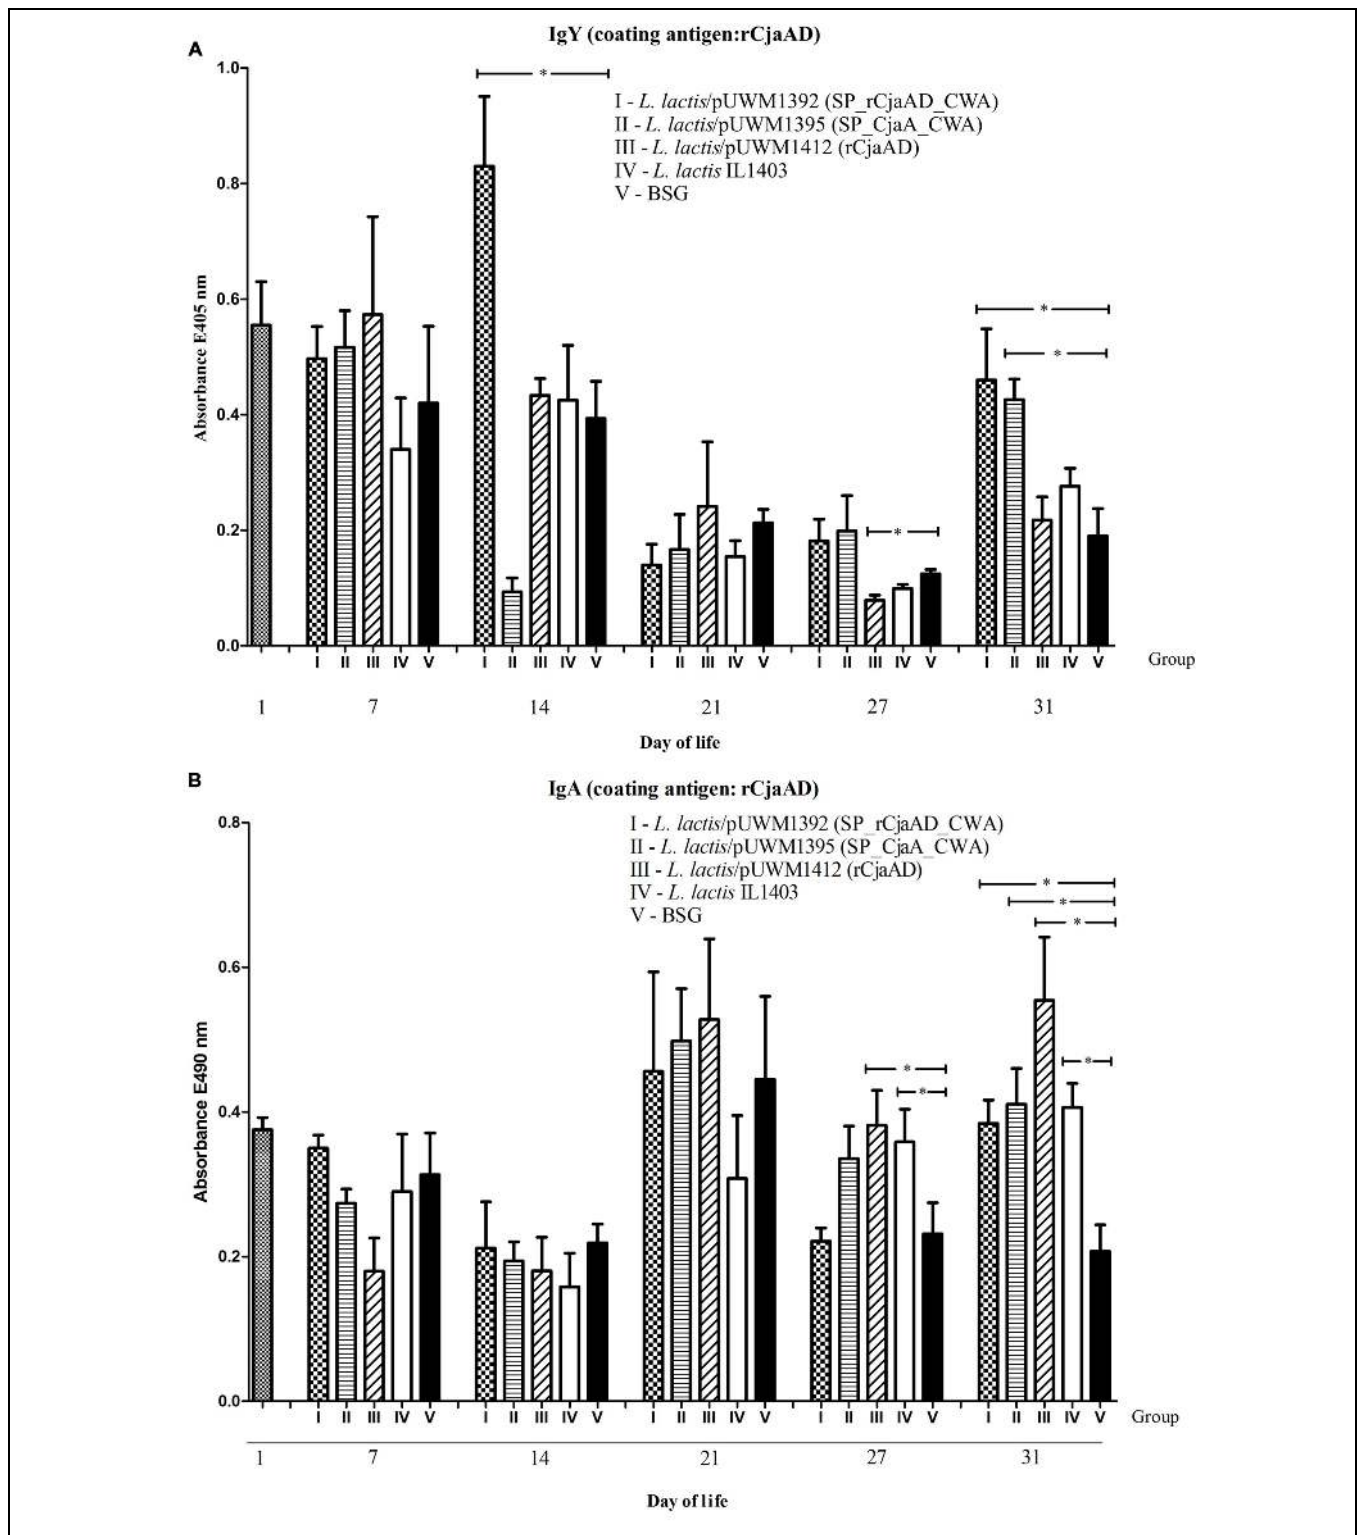 A
IgY (coating antigen:rCjaAD)
1.0
*
I - L. lactis/pUWM1392 (SP_rCjaAD_CWA)
II - L. lactis/pUWM1395 (SP_CjaA_CWA)
III - L. lactis/pUWM1412 (rCjaAD)
IV - L. lactis IL1403
V - BSG
0.8
0.6
*
*
Absorbance E405 nm
0.4
0.2
*
0.0
I II III IV V I II III IV V I II III IV V I II III IV V I II III IV V Group
1 7 14 21 27 31
Day of life
B
IgA (coating antigen: rCjaAD)
0.8
I - L. lactis/pUWM1392 (SP_rCjaAD_CWA)
II - L. lactis/pUWM1395 (SP_CjaA_CWA)
III - L. lactis/pUWM1412 (rCjaAD)
IV - L. lactis IL1403
V - BSG
*
*
*
0.6
Absorbance E490 nm
*
*
*
0.4
0.2
0.0
I II III IV V I II III IV V I II III IV V I II III IV V I II III IV V Group
1 7 14 21 27 31
Day of life